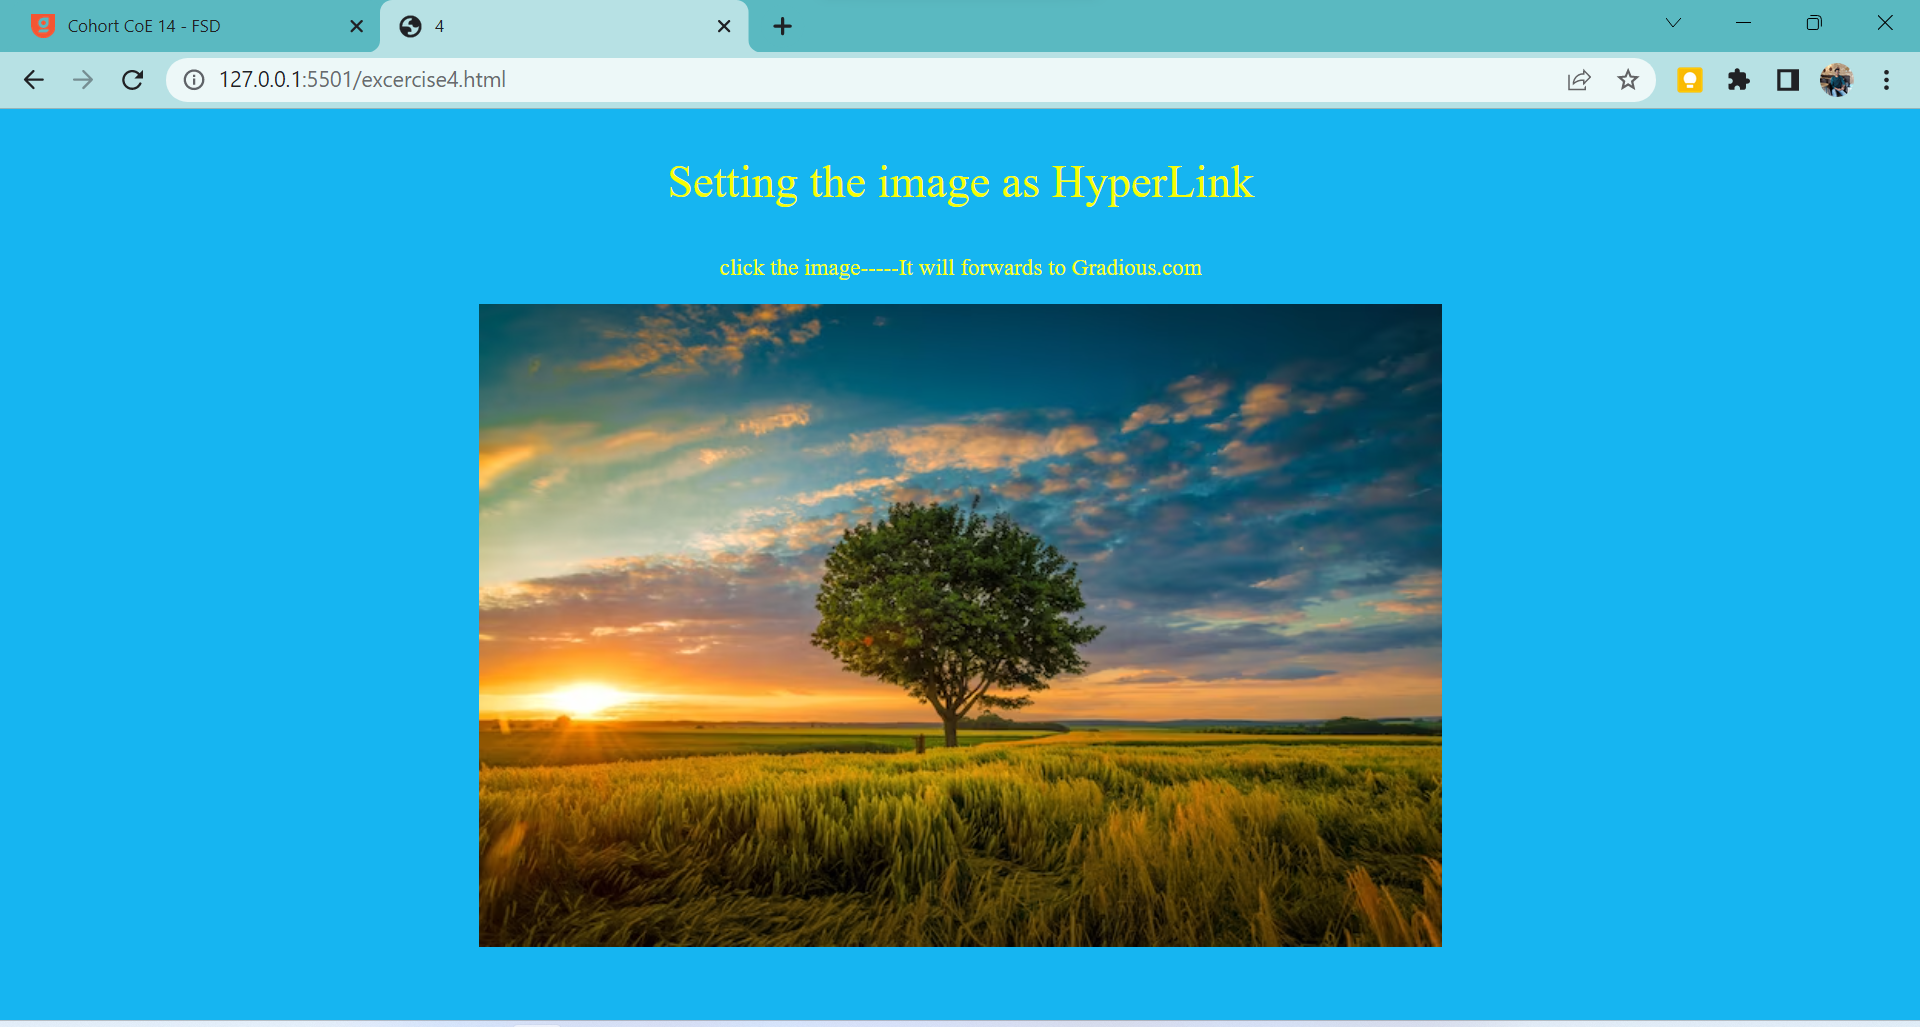 Cohort CoE 14 - FSD
4
127.0.0.1:5501/excercise4.html
Setting the image as HyperLink
click the image-----It will forwards to Gradious.com